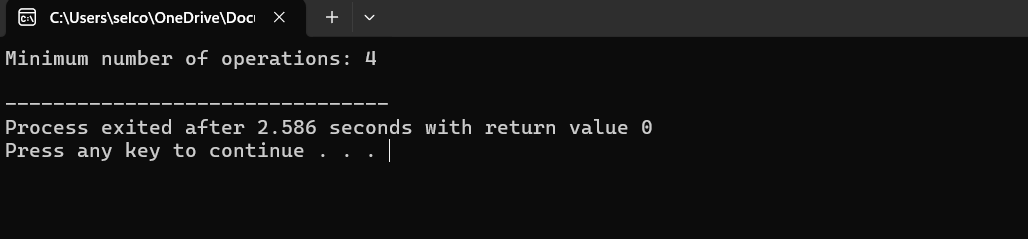 C:\Users\selco\OneDrive\Doc
Minimum number of operations: 4
--------------------------------
Process exited after 2.586 seconds with return value 0
Press any key to continue . . .